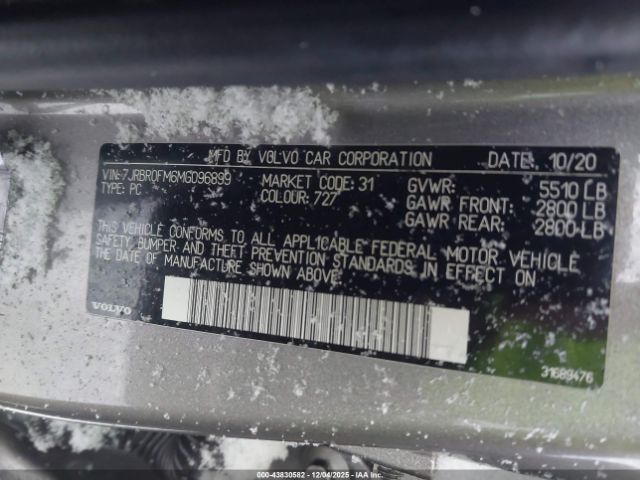 MFD BY VOLVO CAR CORPORATION DATE: 10/20
VIN:7JRBR0FM6MG096899 MARKET CODE: 31 GVWR: 5510 LB
TYPE: PC COLOUR: 727 GAWR FRONT: 2800 LB
GAWR REAR: 2800 LB
THIS VEHICLE CONFORMS TO ALL APPLICABLE FEDERAL MOTOR VEHICLE
SAFETY, BUMPER AND THEFT PREVENTION STANDARDS IN EFFECT ON
THE DATE OF MANUFACTURE SHOWN ABOVE
VOLVO
31689476
000-43830582 - 12/04/2025 - IAA Inc.